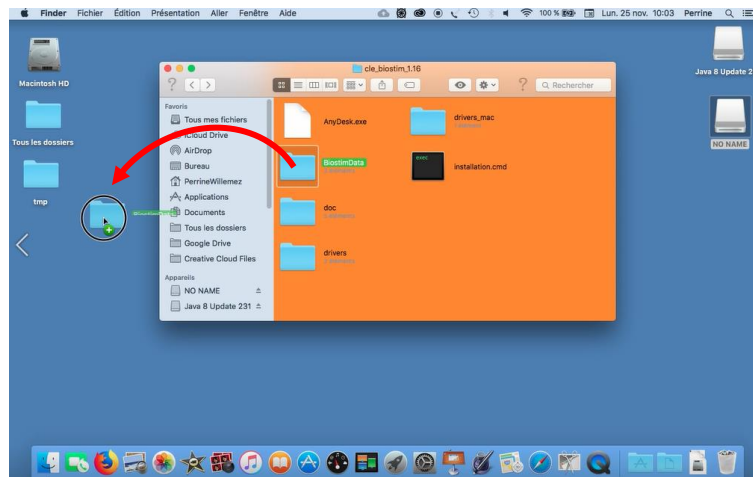 Finder Fichier Édition Présentation Aller Fenêtre Aide 100 % Lun. 25 nov. 10:03 Perrine
cle_biostim_1.16
Rechercher
Macintosh HD
Tous les dossiers
tmp
Java 8 Update 2
NO NAME
Favoris
Tous mes fichiers
iCloud Drive
AirDrop
Bureau
PerrineWillemez
Applications
Documents
Tous les dossiers
Google Drive
Creative Cloud Files
Appareils
NO NAME
Java 8 Update 231
AnyDesk.exe
drivers_mac
BiostimData
exec
installation.cmd
doc
drivers